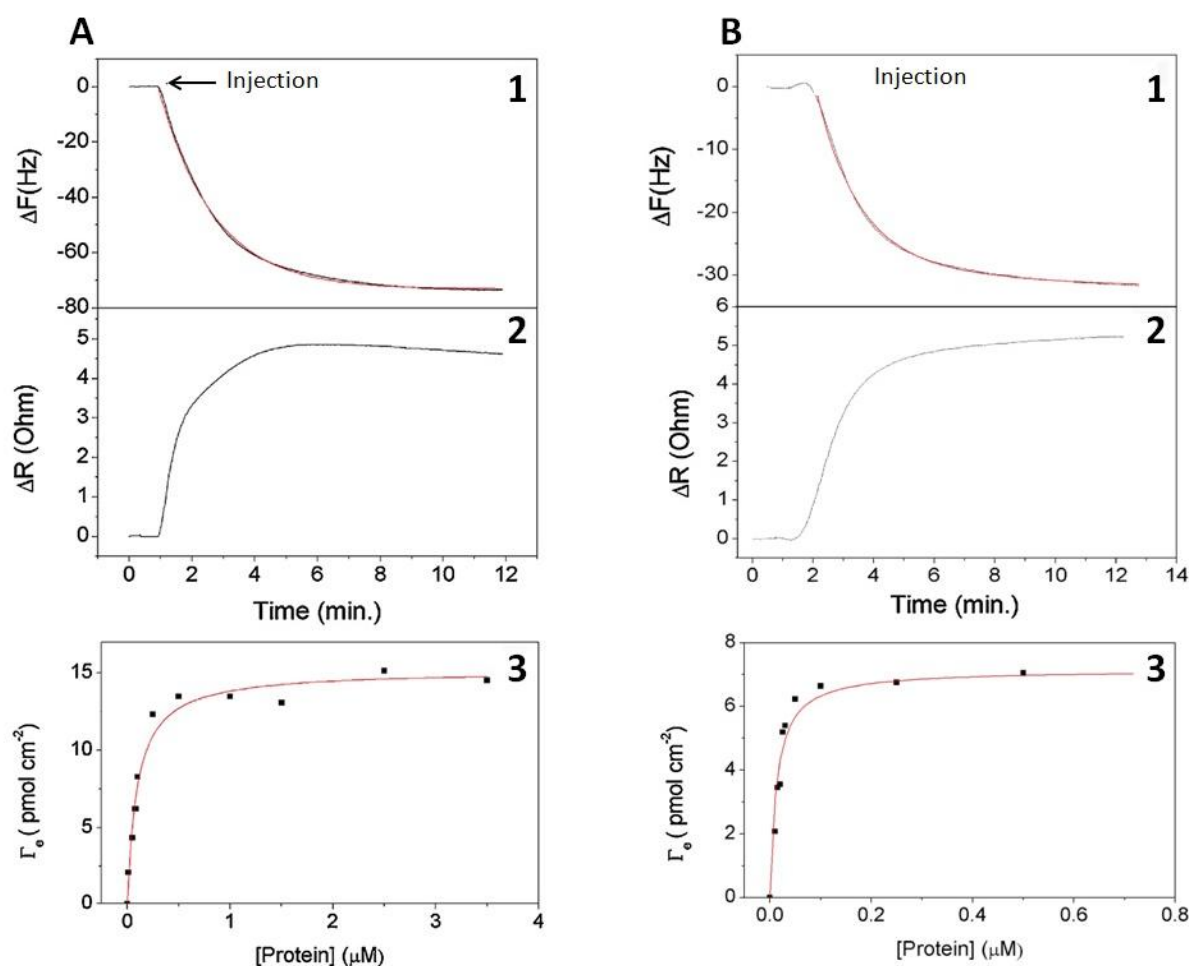 A
Injection
1
0
-20
-40
-60
-80
ΔF(Hz)
2
5
4
3
2
1
0
ΔR (Ohm)
0 2 4 6 8 10 12
Time (min.)
3
15
10
5
0
Γe ( pmol cm-2)
0 1 2 3 4
[Protein] (μM)
B
Injection
1
0
-10
-20
-30
ΔF(Hz)
2
6
5
4
3
2
1
0
ΔR (Ohm)
0 2 4 6 8 10 12 14
Time (min.)
3
8
6
4
2
0
Γe ( pmol cm-2)
0.0 0.2 0.4 0.6 0.8
[Protein] (μM)